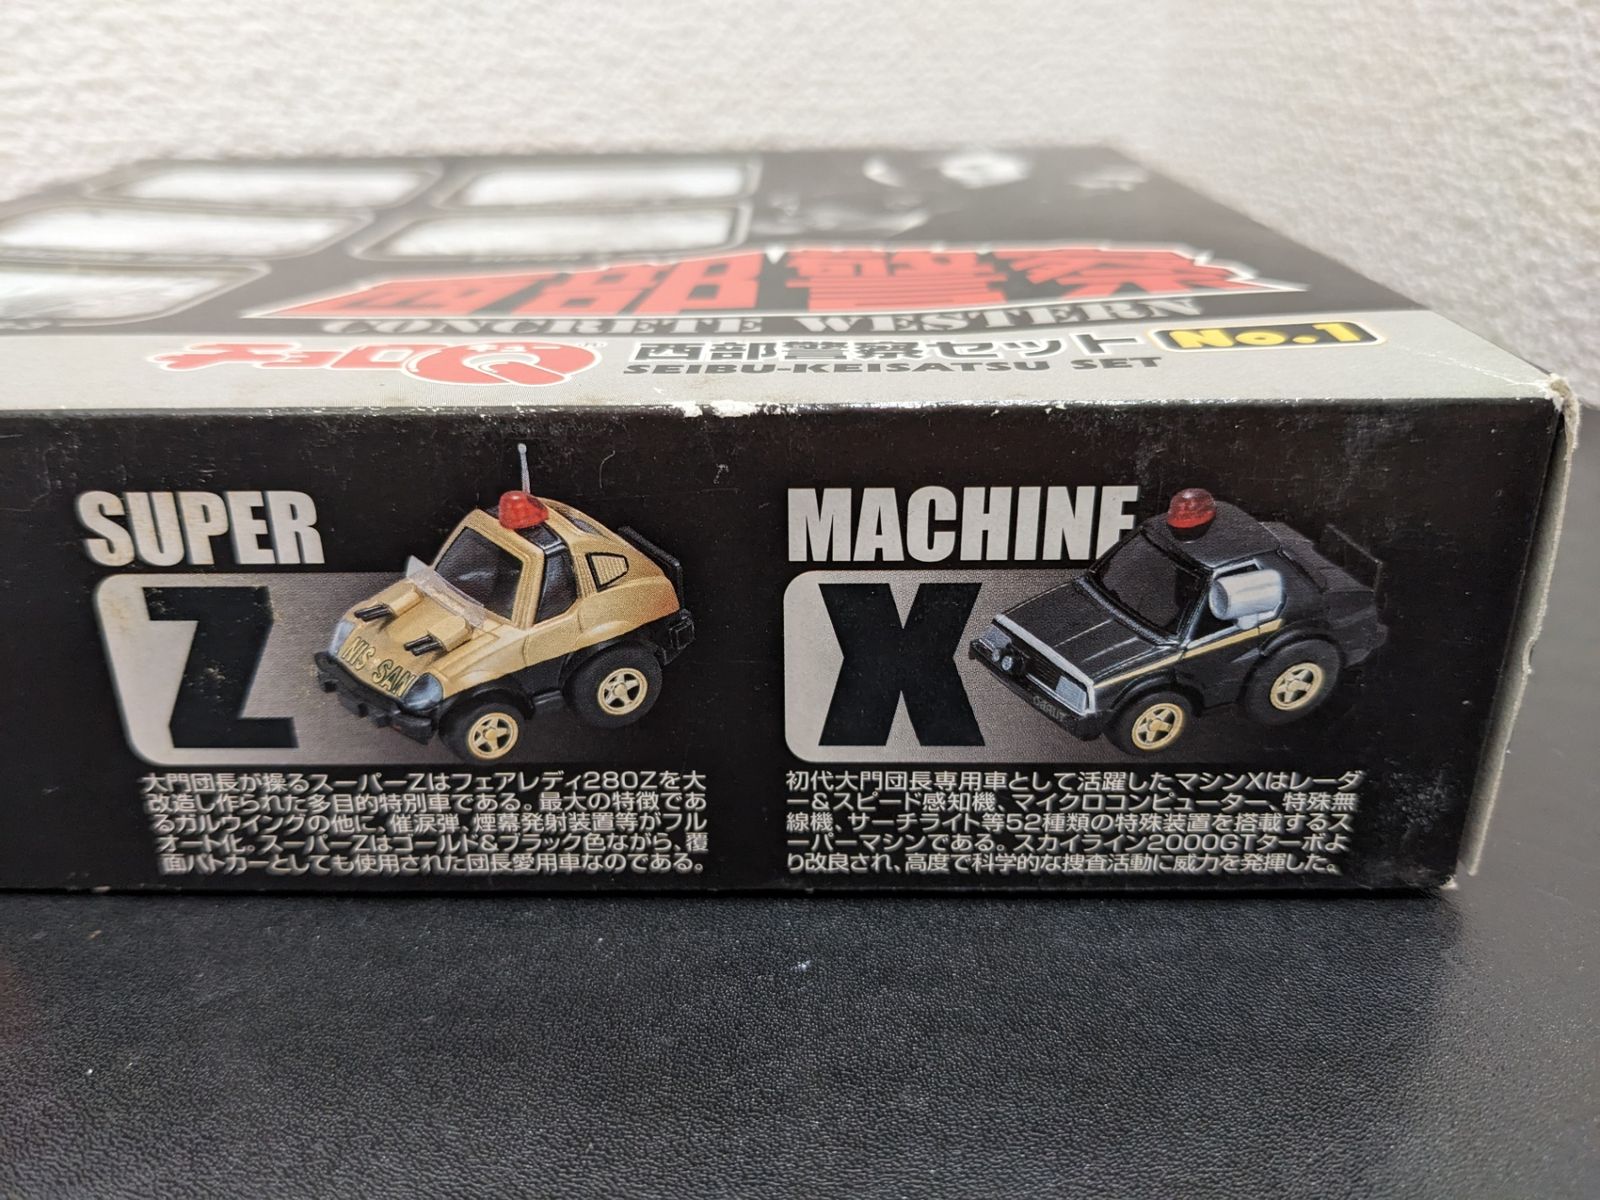 西部警察
CONCRETE WESTERN
チョロQ
西部警察セット No.1
SEIBU-KEISATSU SET
SUPER
Z
NISSAN
大門団長が操るスーパーZはフェアレディ280Zを大
改造し作られた多目的特別車である。最大の特徴であ
るガルウイングの他に、催涙弾、煙幕発射装置等がフル
オート化。スーパーZはゴールド&ブラック色ながら、覆
面パトカーとしても使用された団長愛用車なのである。
MACHINE
X
初代大門団長専用車として活躍したマシンXはレーダ
ー&スピード感知機、マイクロコンピューター、特殊無
線機、サーチライト等52種類の特殊装置を搭載するス
ーパーマシンである。スカイライン2000GTターボよ
り改良され、高度で科学的な捜査活動に威力を発揮した。